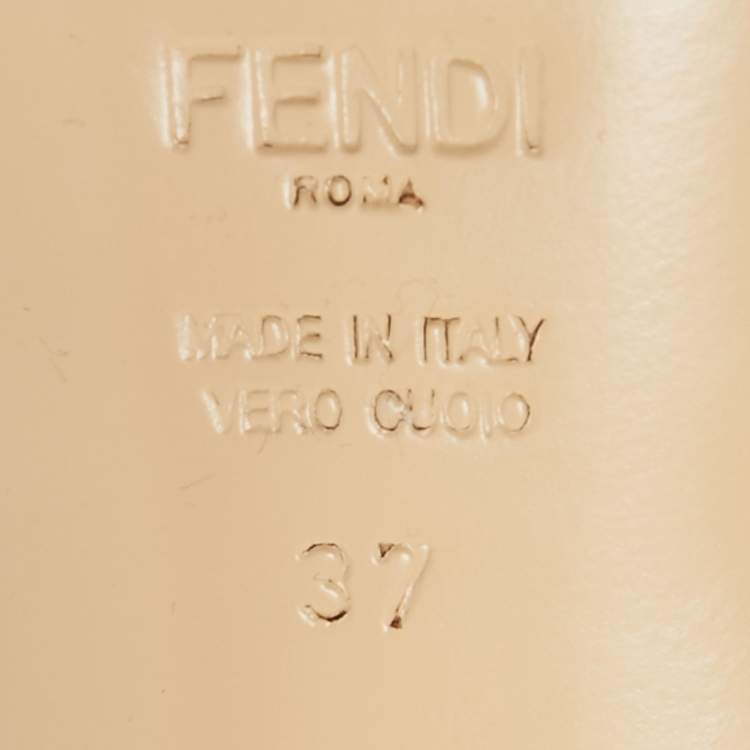 FENDI
ROMA
MADE IN ITALY
VERO CUOIO
37